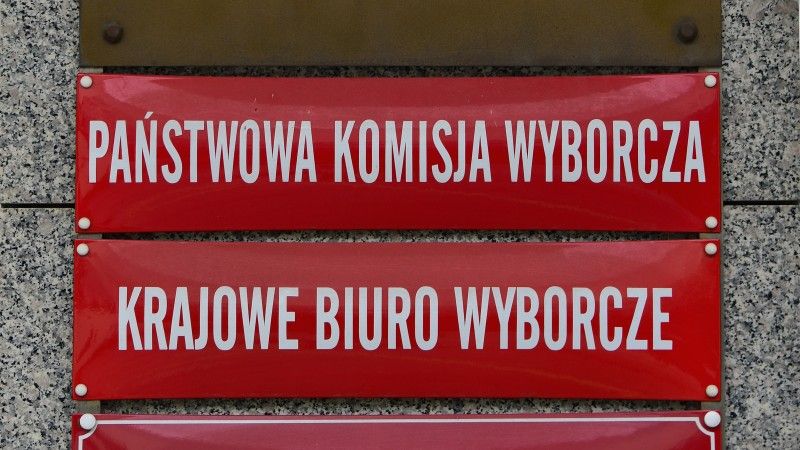 PAŃSTWOWA KOMISJA WYBORCZA
KRAJOWE BIURO WYBORCZE